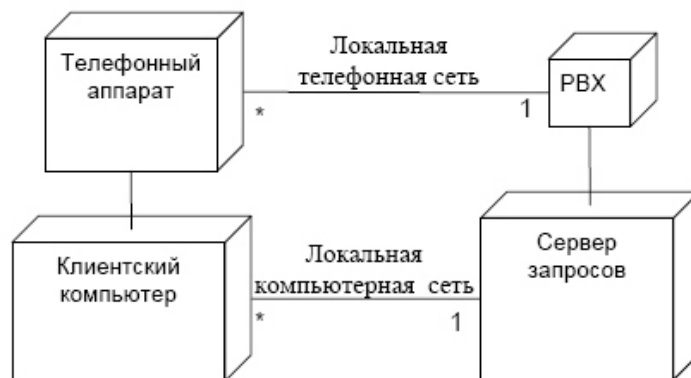 Телефонный
аппарат
Локальная
телефонная сеть
*
1
PBX
Клиентский
компьютер
Локальная
компьютерная сеть
*
1
Сервер
запросов